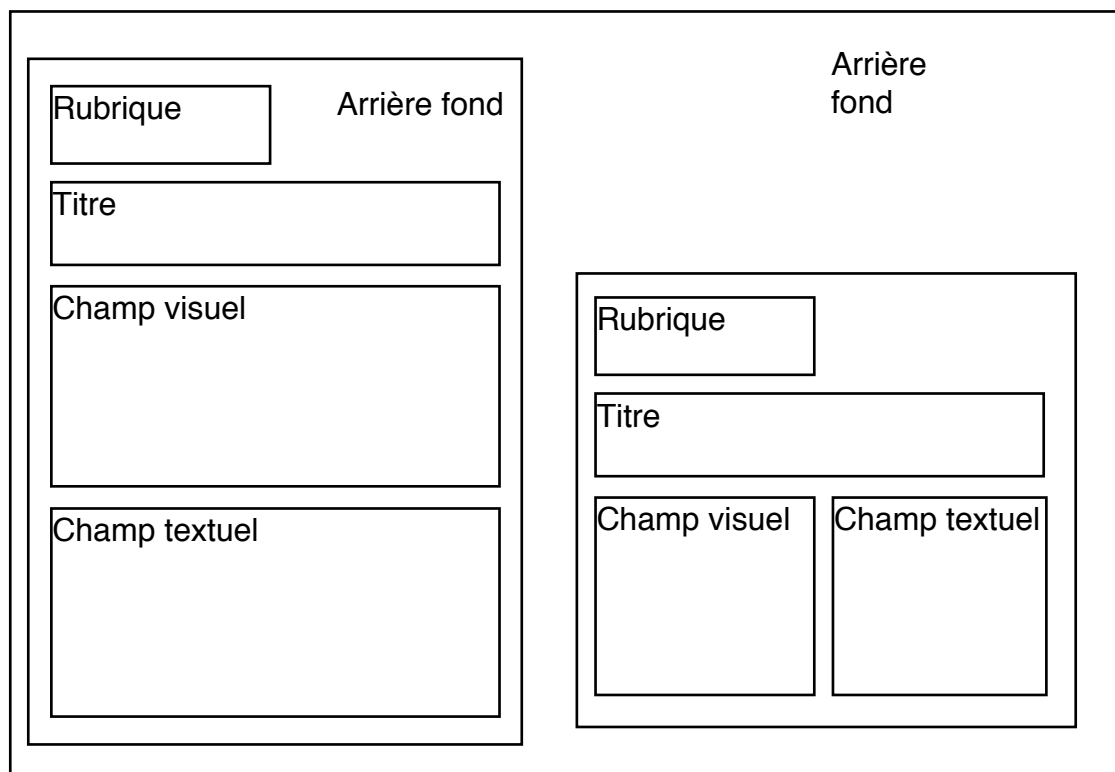 Rubrique
Arrière fond
Titre
Champ visuel
Champ textuel
Arrière
fond
Rubrique
Titre
Champ visuel
Champ textuel